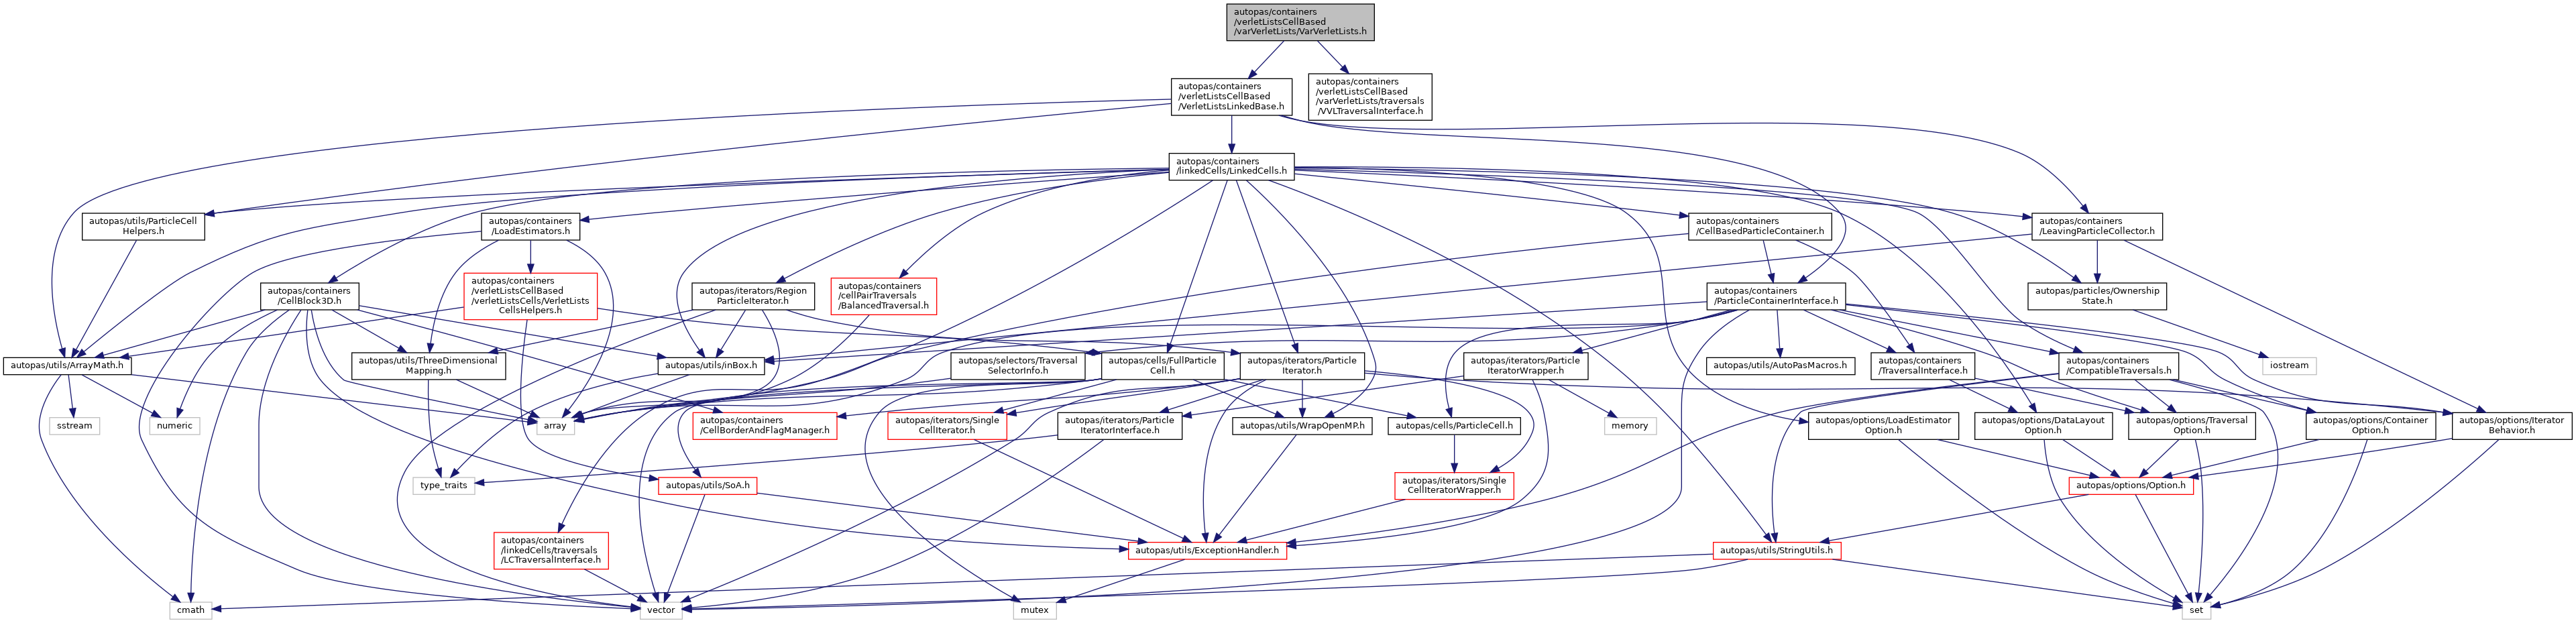 autopas/containers
/verletListsCellBased
/varVerletLists/VarVerletLists.h
autopas/containers
/verletListsCellBased
/VerletListsLinkedBase.h
autopas/containers
/verletListsCellBased
/varVerletLists/traversals
/VVLTraversalInterface.h
autopas/containers
/linkedCells/LinkedCells.h
autopas/utils/ParticleCell
Helpers.h
autopas/containers
/LoadEstimators.h
autopas/containers
/CellBasedParticleContainer.h
autopas/containers
/LeavingParticleCollector.h
autopas/containers
/CellBlock3D.h
autopas/containers
/verletListsCellBased
/verletListsCells/VerletLists
CellsHelpers.h
autopas/iterators/Region
ParticleIterator.h
autopas/containers
/cellPairTraversals
/BalancedTraversal.h
autopas/containers
/ParticleContainerInterface.h
autopas/particles/Ownership
State.h
autopas/utils/ArrayMath.h
autopas/utils/ThreeDimensional
Mapping.h
autopas/utils/inBox.h
autopas/selectors/Traversal
SelectorInfo.h
autopas/cells/FullParticle
Cell.h
autopas/iterators/Particle
Iterator.h
autopas/iterators/Particle
IteratorWrapper.h
autopas/utils/AutoPasMacros.h
autopas/containers
/TraversalInterface.h
autopas/containers
/CompatibleTraversals.h
iostream
sstream
numeric
array
autopas/containers
/CellBorderAndFlagManager.h
autopas/iterators/Single
CellIterator.h
autopas/iterators/Particle
IteratorInterface.h
autopas/utils/WrapOpenMP.h
autopas/cells/ParticleCell.h
memory
autopas/options/LoadEstimator
Option.h
autopas/options/DataLayout
Option.h
autopas/options/Traversal
Option.h
autopas/options/Container
Option.h
autopas/options/Iterator
Behavior.h
type_traits
autopas/utils/SoA.h
autopas/iterators/Single
CellIteratorWrapper.h
autopas/options/Option.h
autopas/containers
/linkedCells/traversals
/LCTraversalInterface.h
autopas/utils/ExceptionHandler.h
autopas/utils/StringUtils.h
cmath
vector
mutex
set